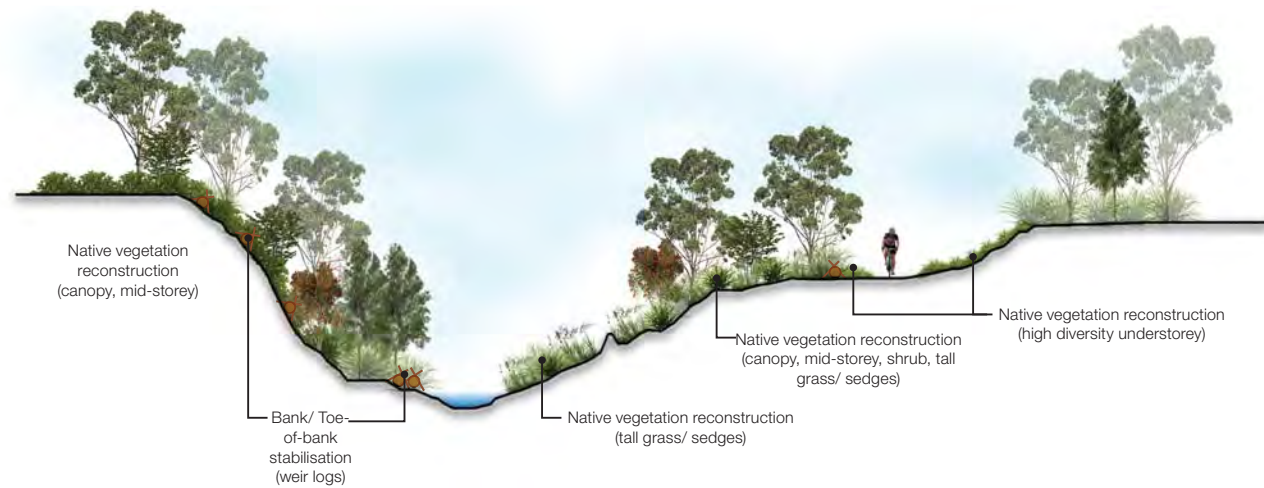 Native vegetation
reconstruction
(canopy, mid-storey)
Bank/ Toe-
of-bank
stabilisation
(weir logs)
Native vegetation reconstruction
(tall grass/ sedges)
Native vegetation reconstruction
(canopy, mid-storey, shrub, tall
grass/ sedges)
Native vegetation reconstruction
(high diversity understorey)